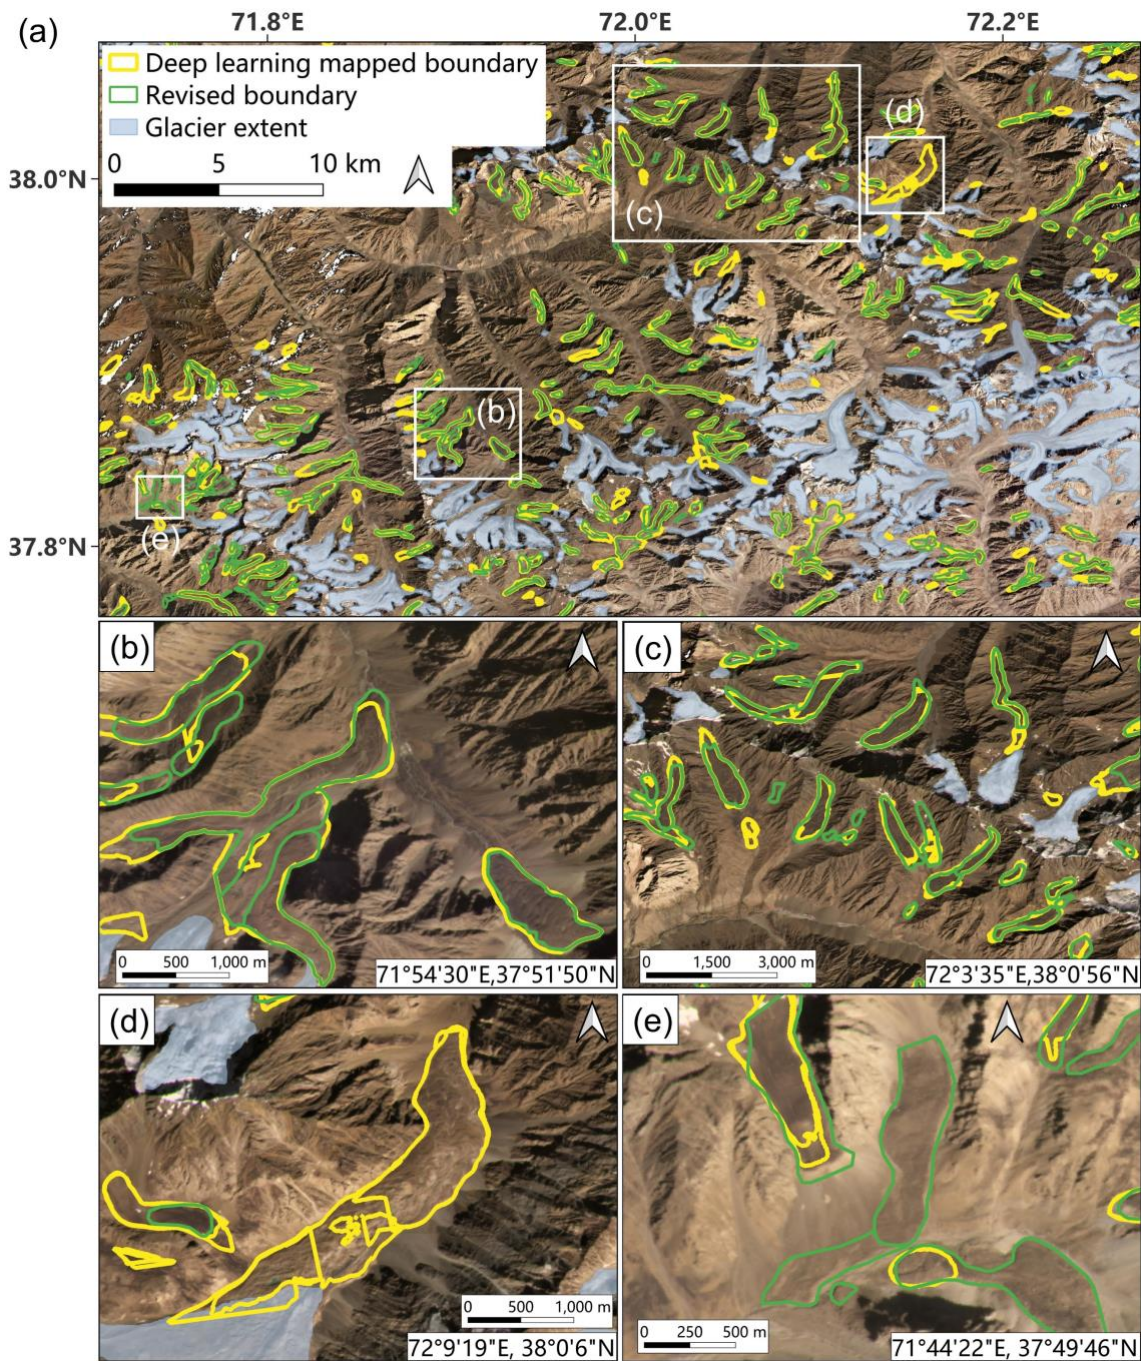 (a)
71.8°E
72.0°E
72.2°E
Deep learning mapped boundary
Revised boundary
Glacier extent
0 5 10 km
38.0°N
37.8°N
(d)
(c)
(b)
(e)
(b)
0 500 1,000 m
71°54'30"E,37°51'50"N
(c)
0 1,500 3,000 m
72°3'35"E,38°0'56"N
(d)
0 500 1,000 m
72°9'19"E, 38°0'6"N
(e)
0 250 500 m
71°44'22"E, 37°49'46"N